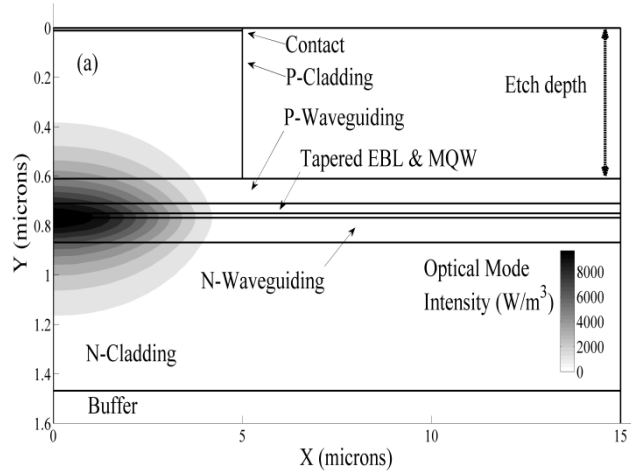 0
(a)
Contact
P-Cladding
Etch depth
0.2
P-Waveguiding
0.4
Tapered EBL & MQW
0.6
0.8
N-Waveguiding
Optical Mode
Intensity (W/m³)
8000
6000
4000
2000
0
1
1.2
N-Cladding
1.4
Buffer
1.6
0
5
10
15
X (microns)
Y (microns)